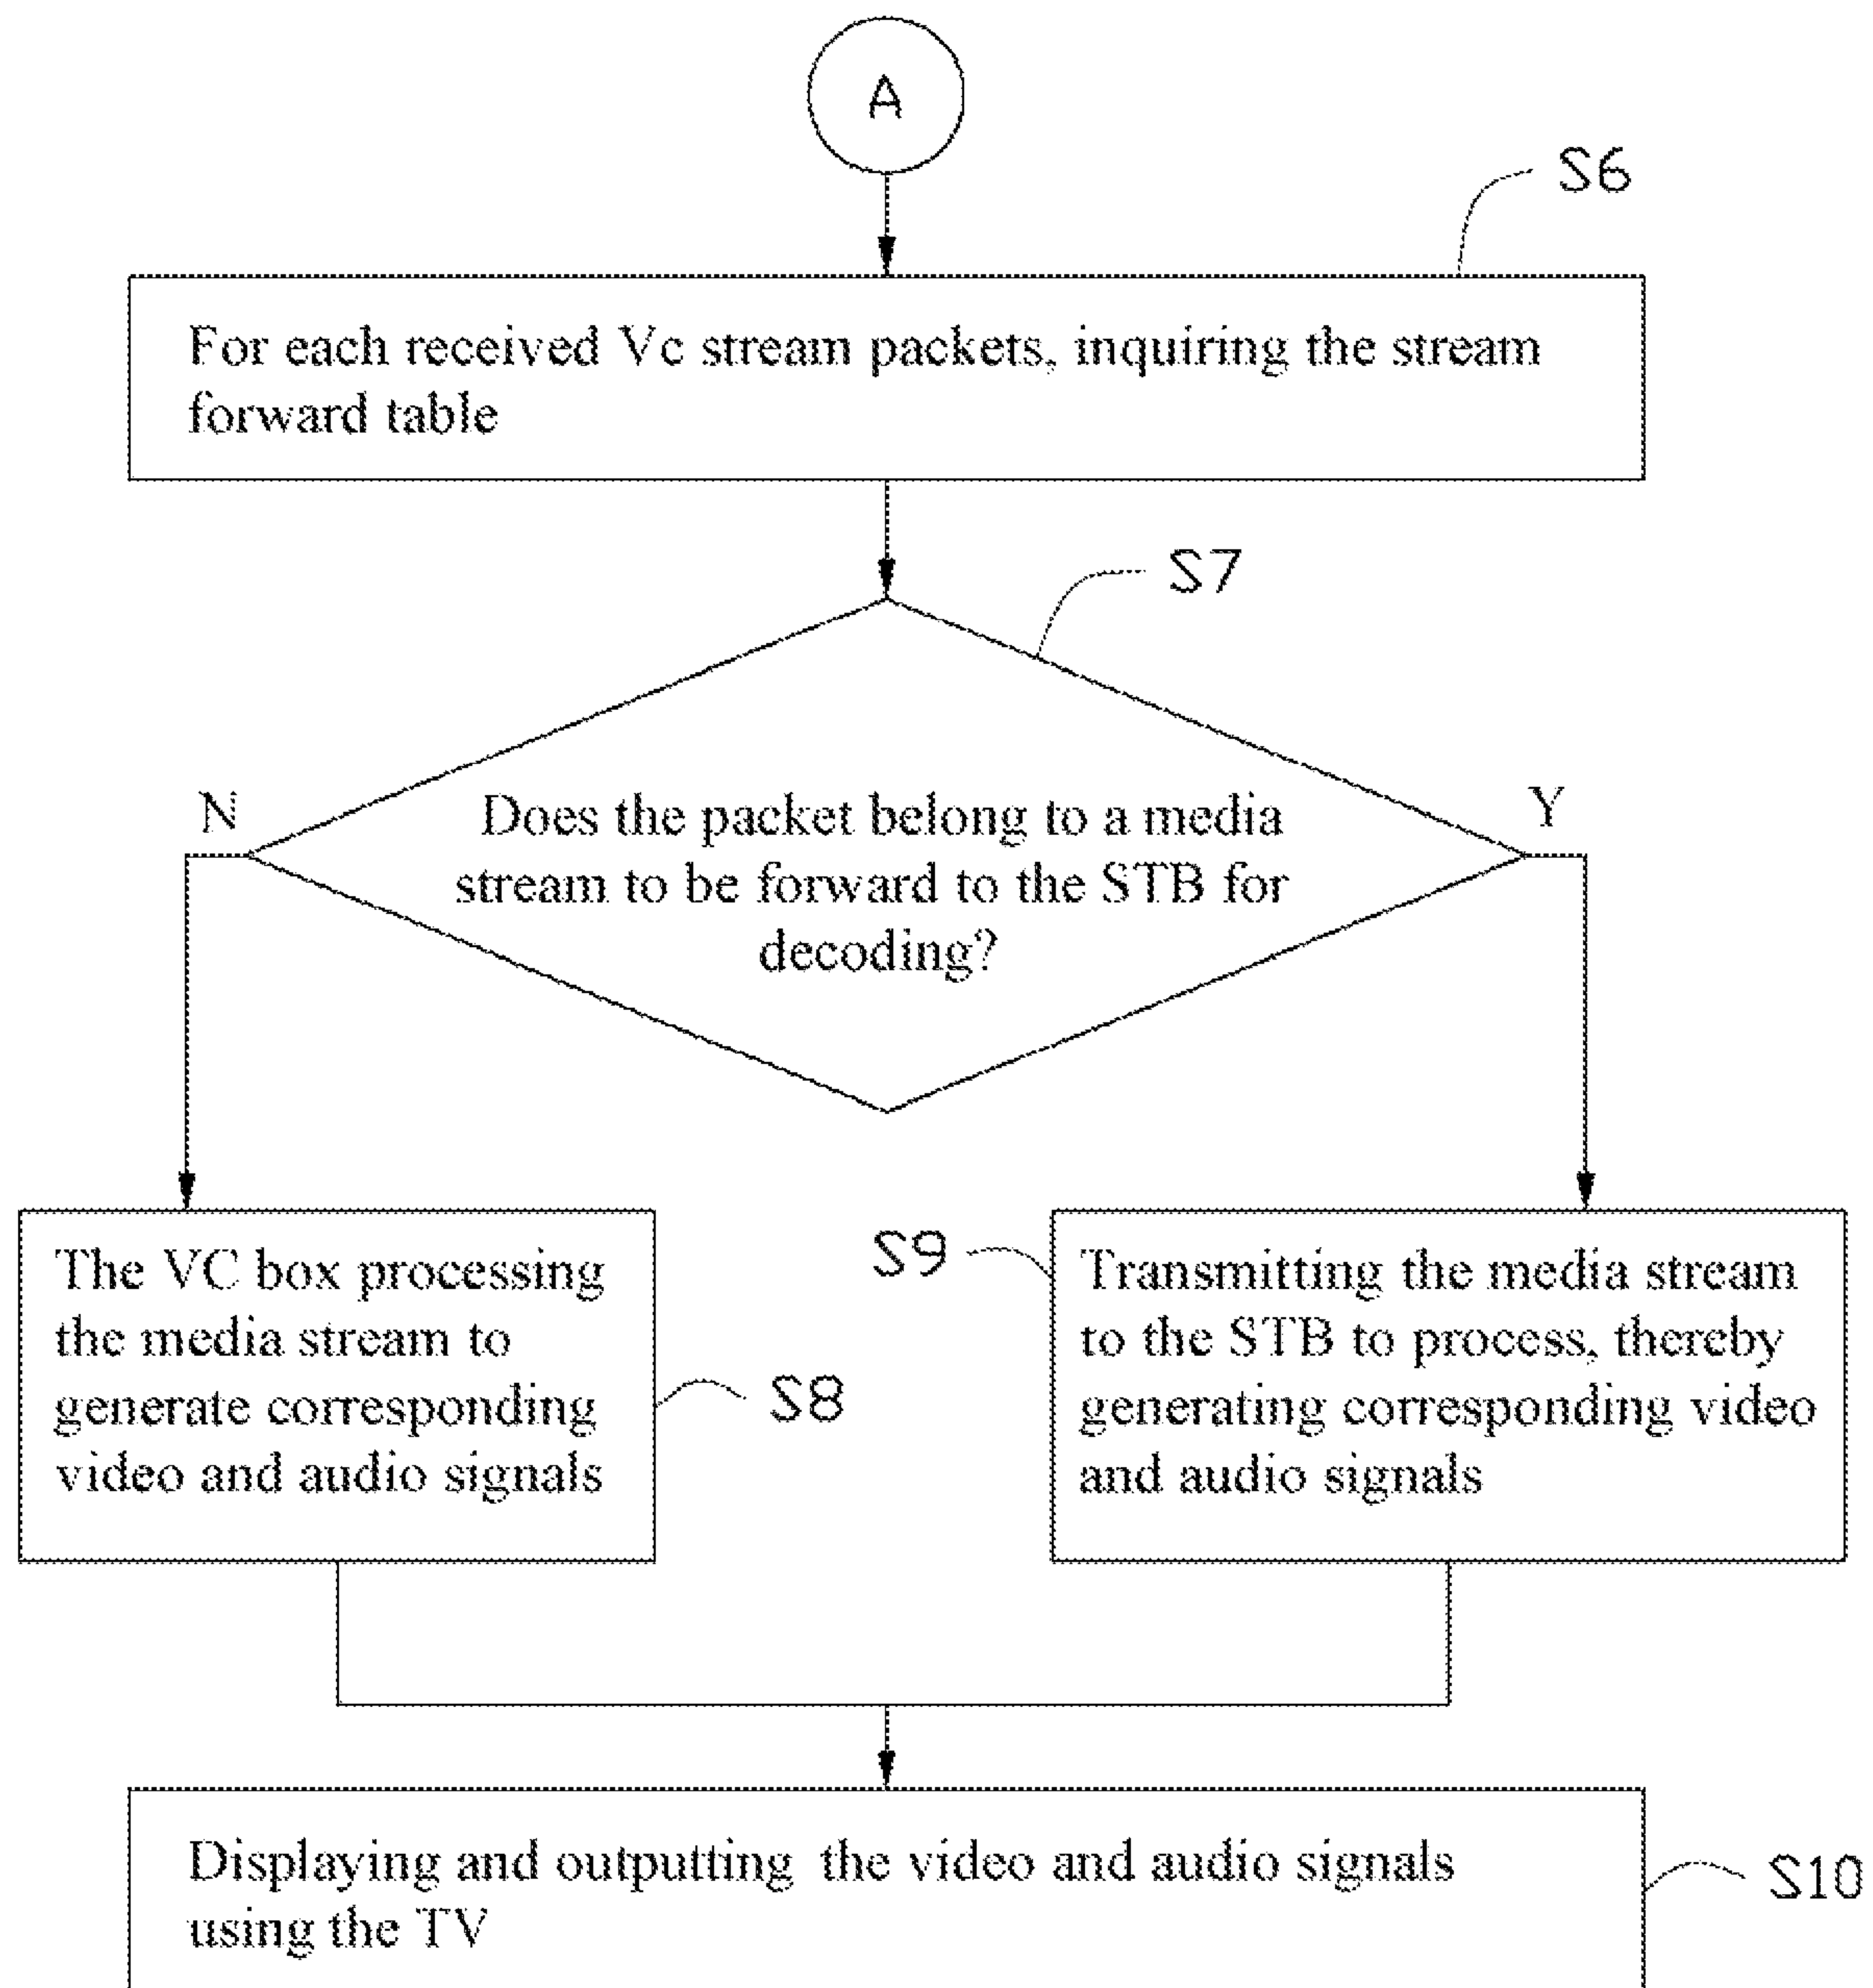 A
S6
For each received Vc stream packets, inquiring the stream
forward table
S7
N
Y
Does the packet belong to a media
stream to be forward to the STB for
decoding?
The VC box processing
the media stream to
generate corresponding
video and audio signals
S8
S9
Transmitting the media stream
to the STB to process, thereby
generating corresponding video
and audio signals
Displaying and outputting the video and audio signals
using the TV
S10